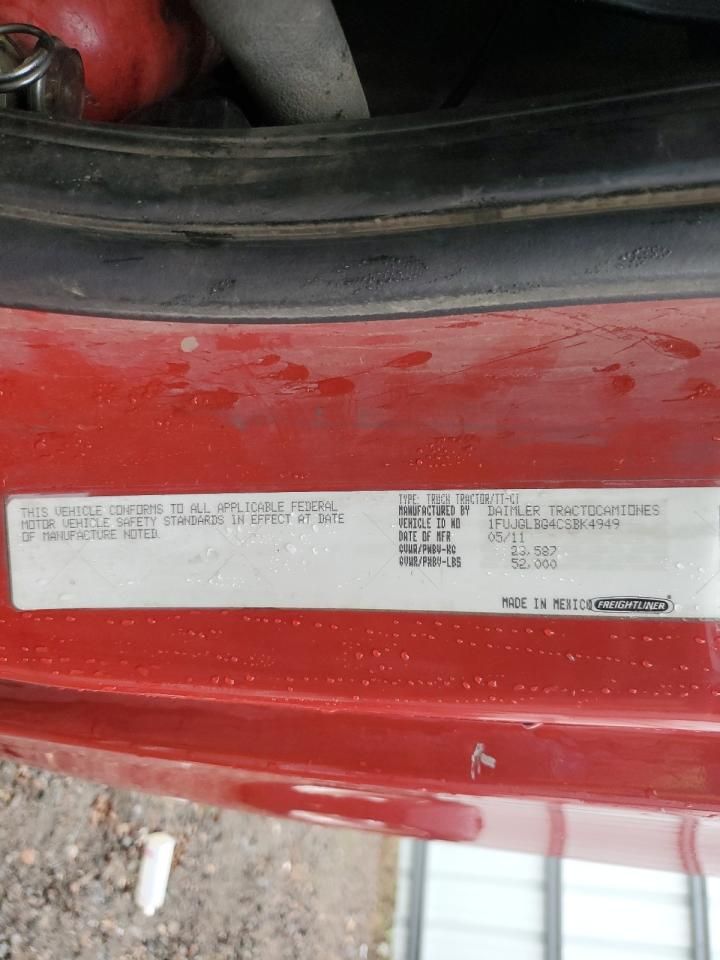 THIS VEHICLE CONFORMS TO ALL APPLICABLE FEDERAL
MOTOR VEHICLE SAFETY STANDARDS IN EFFECT AT DATE
OF MANUFACTURE NOTED.
TYPE: TRUCK TRACTOR/TT-CT
MANUFACTURED BY DAIMLER TRACTOCAMIONES
VEHICLE ID NO 1FUJGLBG4CSBK4949
DATE OF MFR 05/11
GVWR/PNBV-KG 23,587
GVWR/PNBV-LBS 52,000
MADE IN MEXICO FREIGHTLINER